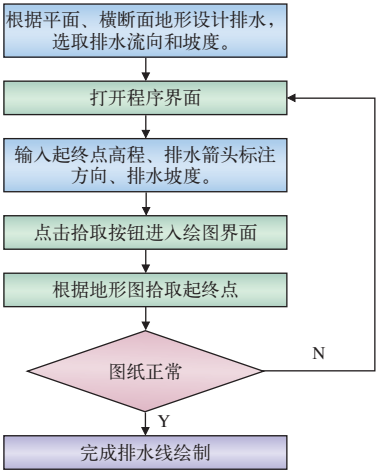 根据平面、横断面地形设计排水，
选取排水流向和坡度。
打开程序界面
输入起终点高程、排水箭头标注
方向、排水坡度。
点击拾取按钮进入绘图界面
根据地形图拾取起终点
图纸正常
N
Y
完成排水线绘制